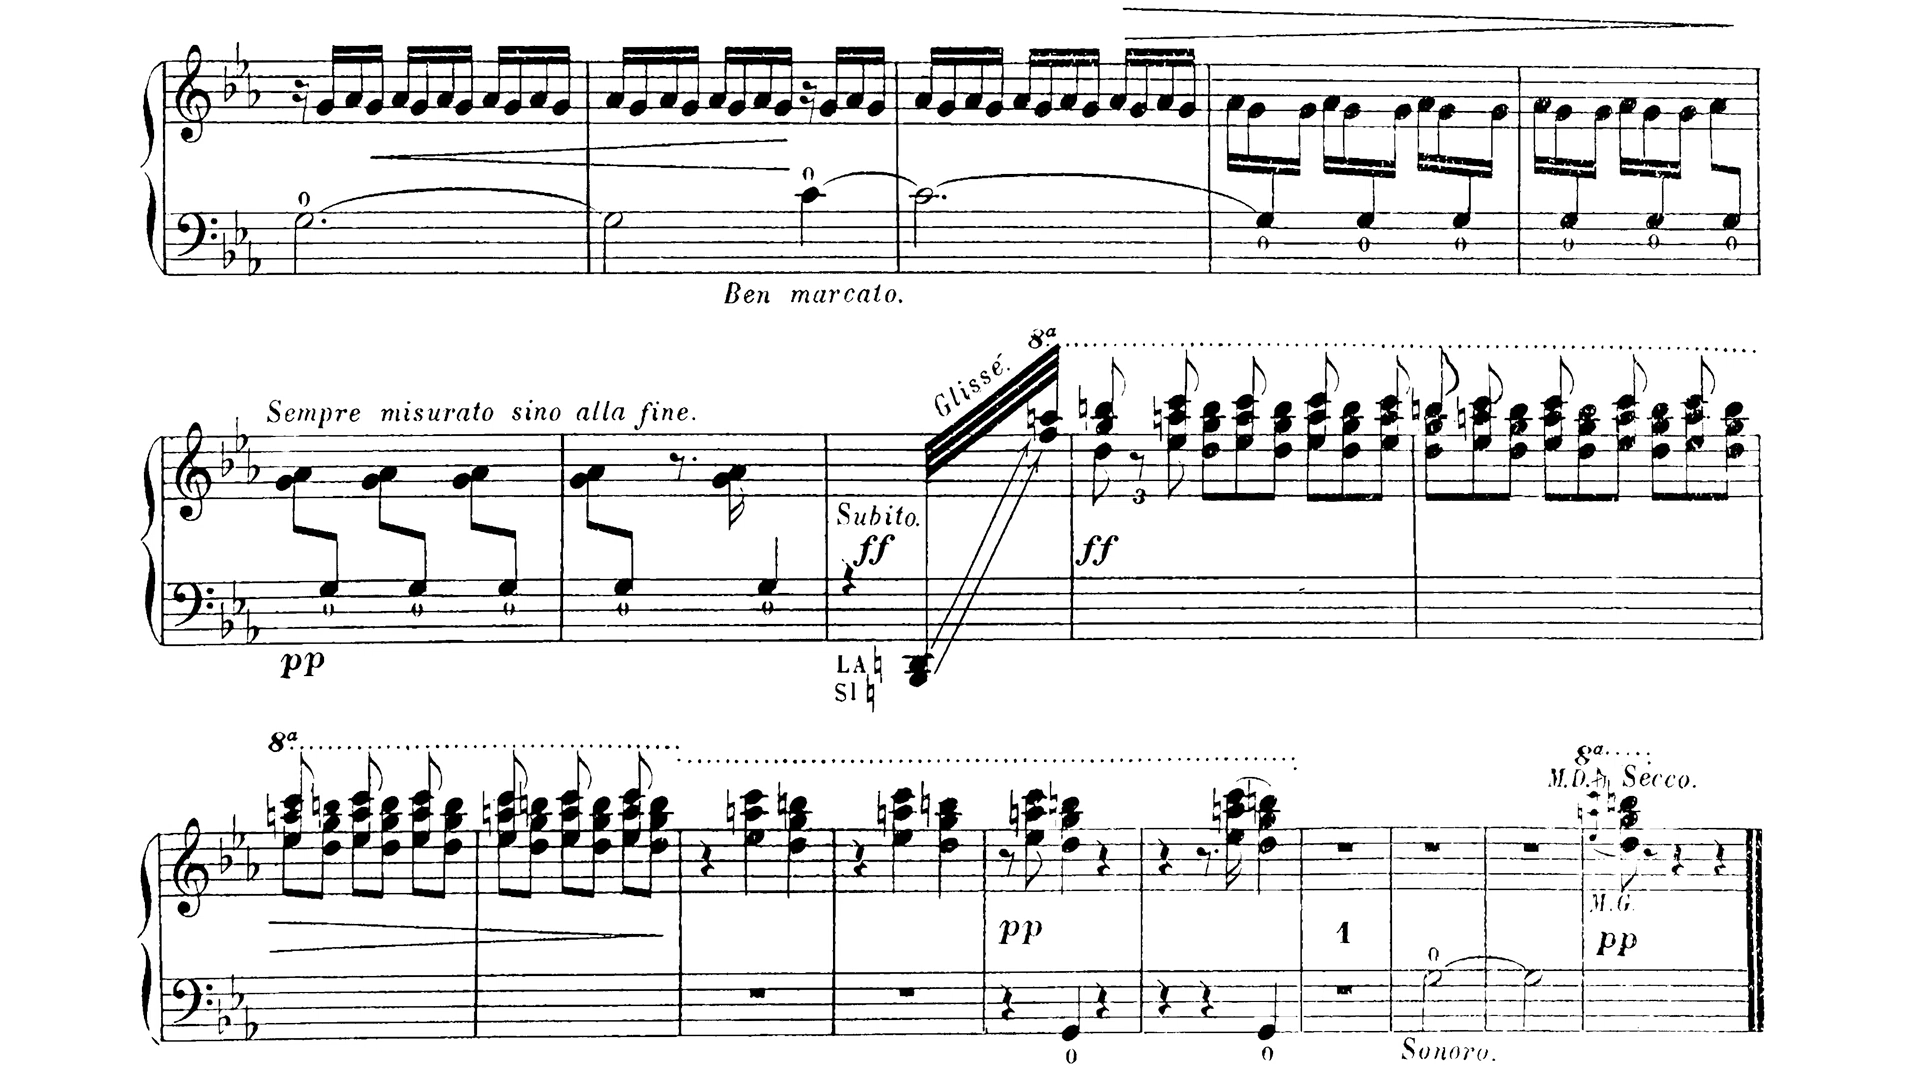 Ben marcato.
Sempre misurato sino alla fine.
Glissé.
8ª
3
Subito.
ff
ff
pp
LA
SI
8ª
8ª
M.D. Secco.
M.G.
pp
1
pp
Sonoro.